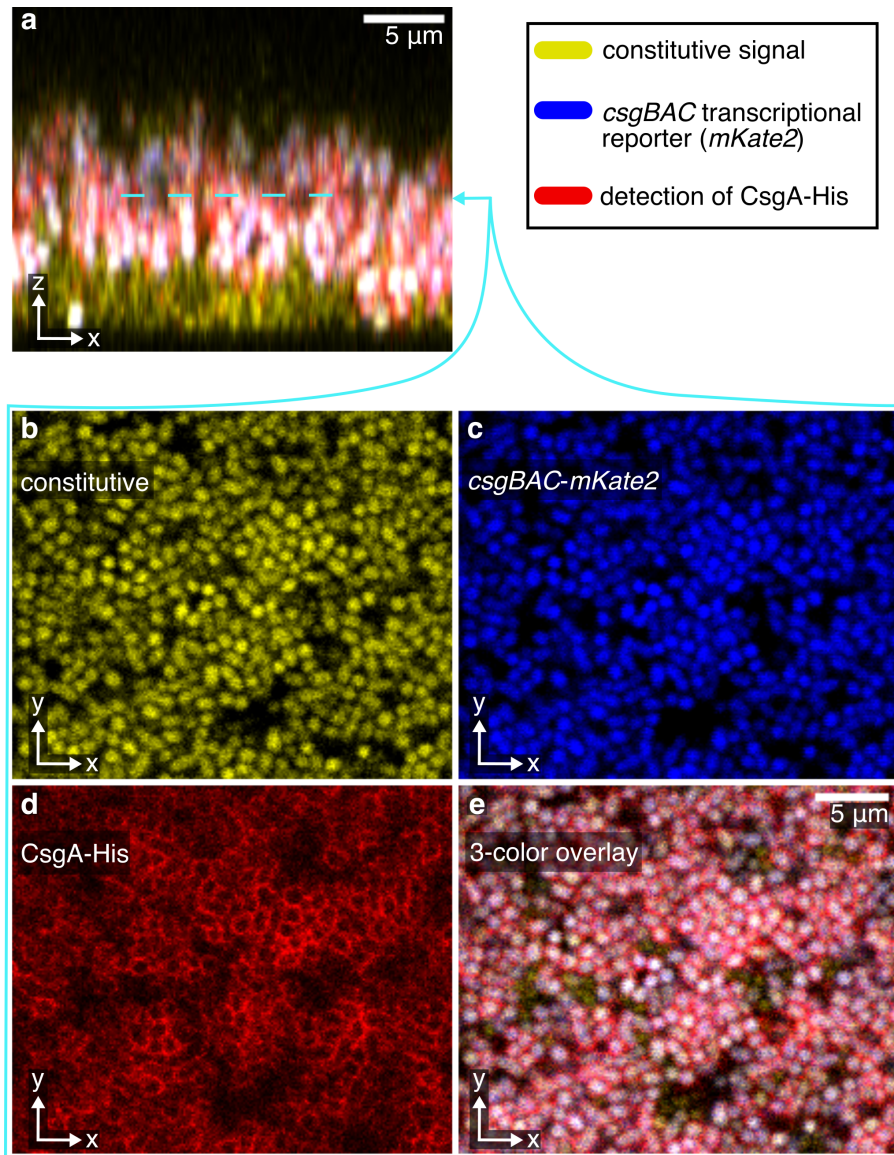 a
5 μm
z
x
constitutive signal
csgBAC transcriptional
reporter (mKate2)
detection of CsgA-His
b
constitutive
y
x
c
csgBAC-mKate2
y
x
d
CsgA-His
y
x
e
5 μm
3-color overlay
y
x